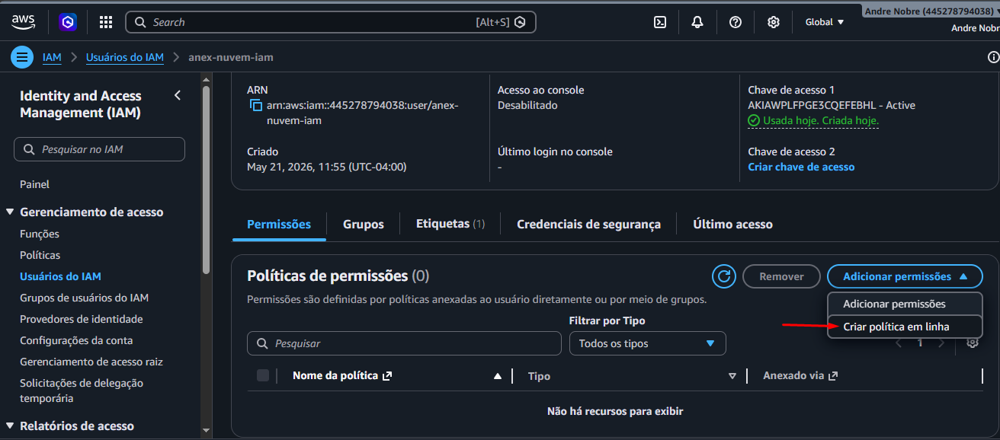 Andre Nobre (445278794038)
aws
Search
[Alt+S]
Global
Andre Nobr
IAM
Usuários do IAM
anex-nuvem-iam
Identity and Access
Management (IAM)
Pesquisar no IAM
Painel
Gerenciamento de acesso
Funções
Políticas
Usuários do IAM
Grupos de usuários do IAM
Provedores de identidade
Configurações da conta
Gerenciamento de acesso raiz
Solicitações de delegação
temporária
Relatórios de acesso
ARN
arn:aws:iam::445278794038:user/anex-
nuvem-iam
Criado
May 21, 2026, 11:55 (UTC-04:00)
Acesso ao console
Desabilitado
Último login no console
-
Chave de acesso 1
AKIAWPLFPGE3CQEFEBHL - Active
Usada hoje. Criada hoje.
Chave de acesso 2
Criar chave de acesso
Permissões
Grupos
Etiquetas (1)
Credenciais de segurança
Último acesso
Políticas de permissões (0)
Remover
Adicionar permissões
Permissões são definidas por políticas anexadas ao usuário diretamente ou por meio de grupos.
Adicionar permissões
Criar política em linha
Filtrar por Tipo
Pesquisar
Todos os tipos
1
Nome da política
Tipo
Anexado via
Não há recursos para exibir